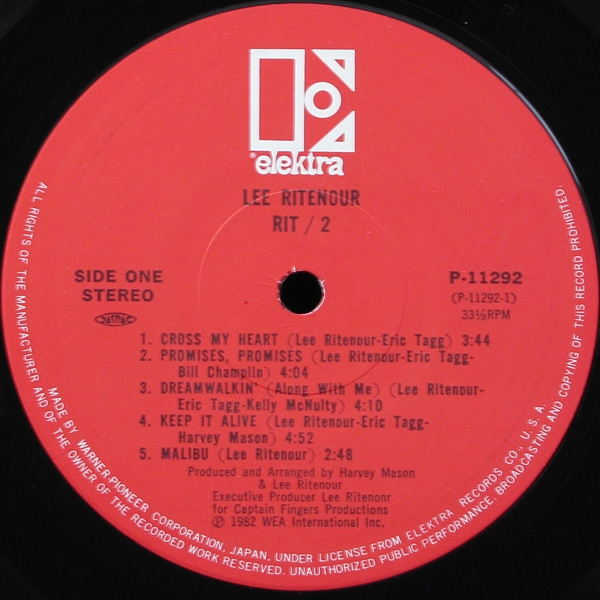 elektra
LEE RITENOUR
RIT / 2
SIDE ONE
STEREO
JASRAC
P-11292
(P-11292-1)
33⅓RPM
1. CROSS MY HEART (Lee Ritenour-Eric Tagg) 3:44
2. PROMISES, PROMISES (Lee Ritenour-Eric Tagg-
Bill Champlin) 4:04
3. DREAMWALKIN' (Along With Me) (Lee Ritenour-
Eric Tagg-Kelly McNulty) 4:10
4. KEEP IT ALIVE (Lee Ritenour-Eric Tagg-
Harvey Mason) 4:52
5. MALIBU (Lee Ritenour) 2:48
Produced and Arranged by Harvey Mason
& Lee Ritenour
Executive Producer Lee Ritenonr
for Captain Fingers Productions
℗ 1982 WEA International Inc.
MADE BY WARNER-PIONEER CORPORATION, JAPAN, UNDER LICENSE FROM ELEKTRA RECORDS CO., U.S.A.
ALL RIGHTS OF THE MANUFACTURER AND OF THE OWNER OF THE RECORDED WORK RESERVED. UNAUTHORIZED PUBLIC PERFORMANCE, BROADCASTING AND COPYING OF THIS RECORD PROHIBITED